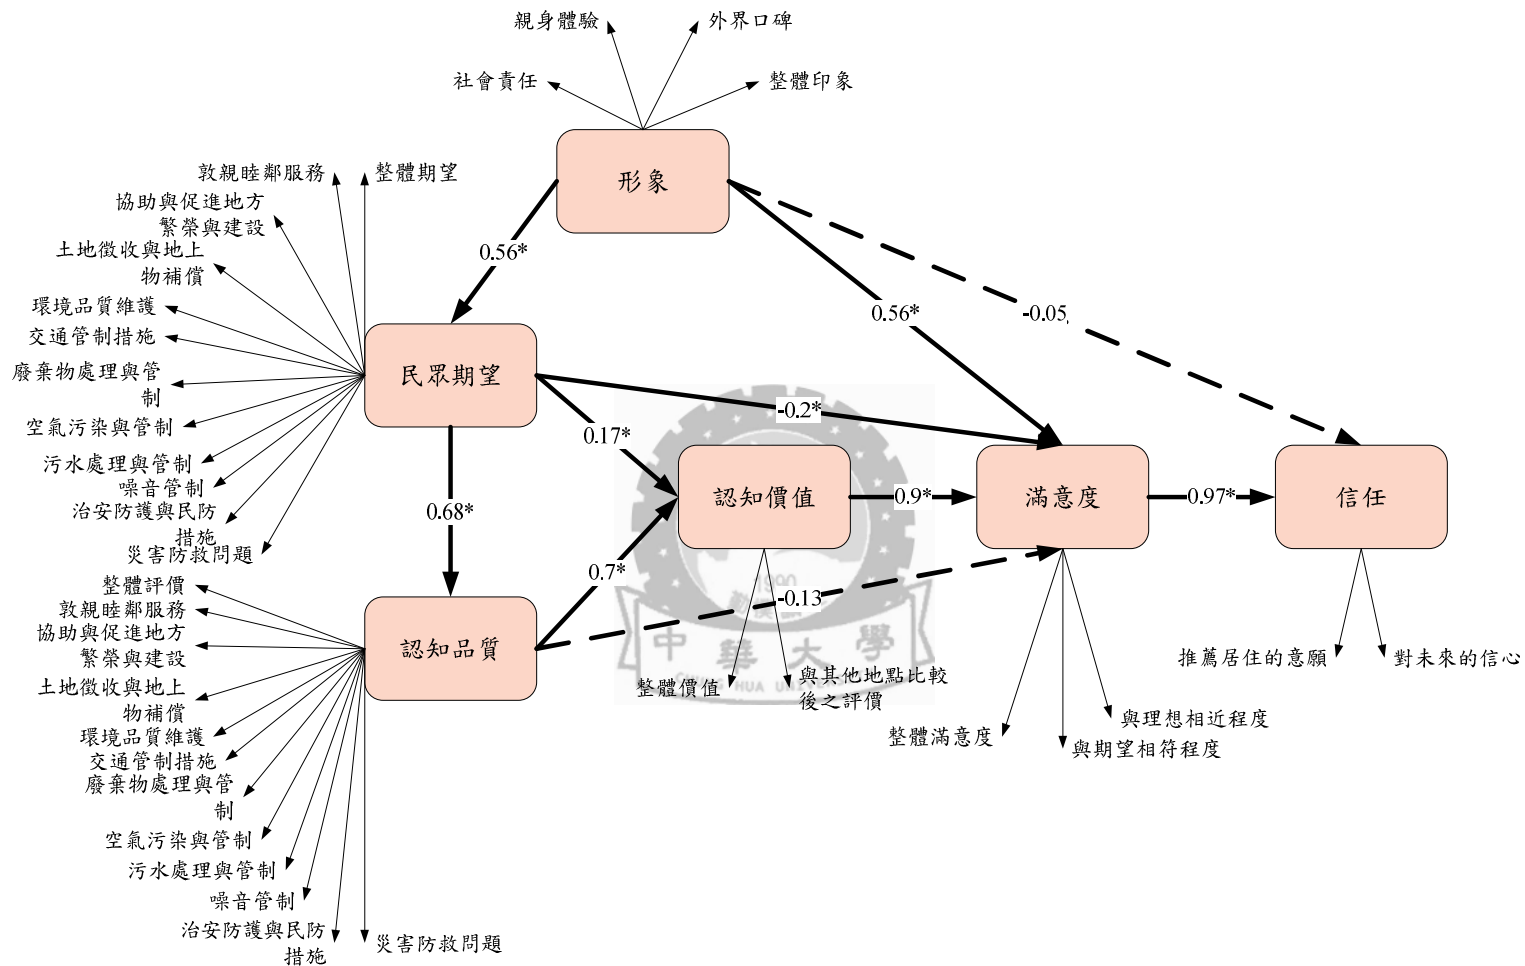 親身體驗
外界口碑
社會責任
整體印象
形象
敦親睦鄰服務
整體期望
協助與促進地方
繁榮與建設
土地徵收與地上
物補償
環境品質維護
交通管制措施
廢棄物處理與管
制
空氣污染與管制
污水處理與管制
噪音管制
治安防護與民防
措施
災害防救問題
民眾期望
0.56*
0.56*
-0.05
-0.2*
0.17*
0.68*
認知價值
0.9*
滿意度
0.97*
信任
0.7*
-0.13
1990
中華大學
CHUNG HUA UNIVERSITY
整體評價
敦親睦鄰服務
協助與促進地方
繁榮與建設
土地徵收與地上
物補償
環境品質維護
交通管制措施
廢棄物處理與管
制
空氣污染與管制
污水處理與管制
噪音管制
治安防護與民防
措施
災害防救問題
認知品質
整體價值
與其他地點比較
後之評價
整體滿意度
與期望相符程度
與理想相近程度
推薦居住的意願
對未來的信心